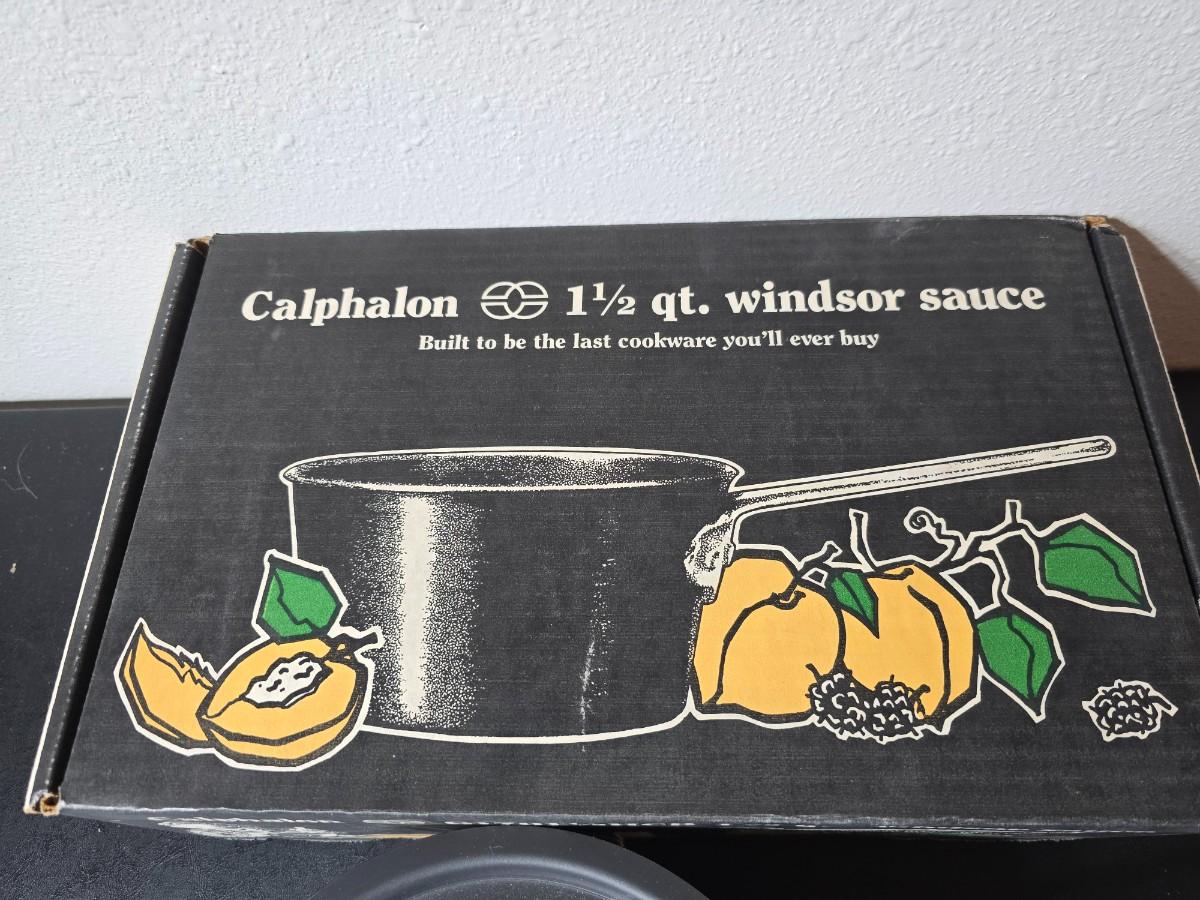 Calphalon 1½ qt. windsor sauce
Built to be the last cookware you'll ever buy